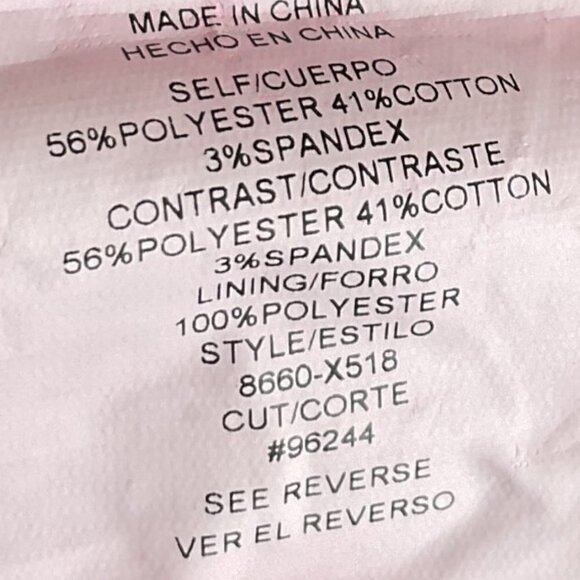 MADE IN CHINA
HECHO EN CHINA
SELF/CUERPO
56%POLYESTER 41%COTTON
3%SPANDEX
CONTRAST/CONTRASTE
56%POLYESTER 41%COTTON
3%SPANDEX
LINING/FORRO
100%POLYESTER
STYLE/ESTILO
8660-X518
CUT/CORTE
#96244
SEE REVERSE
VER EL REVERSO